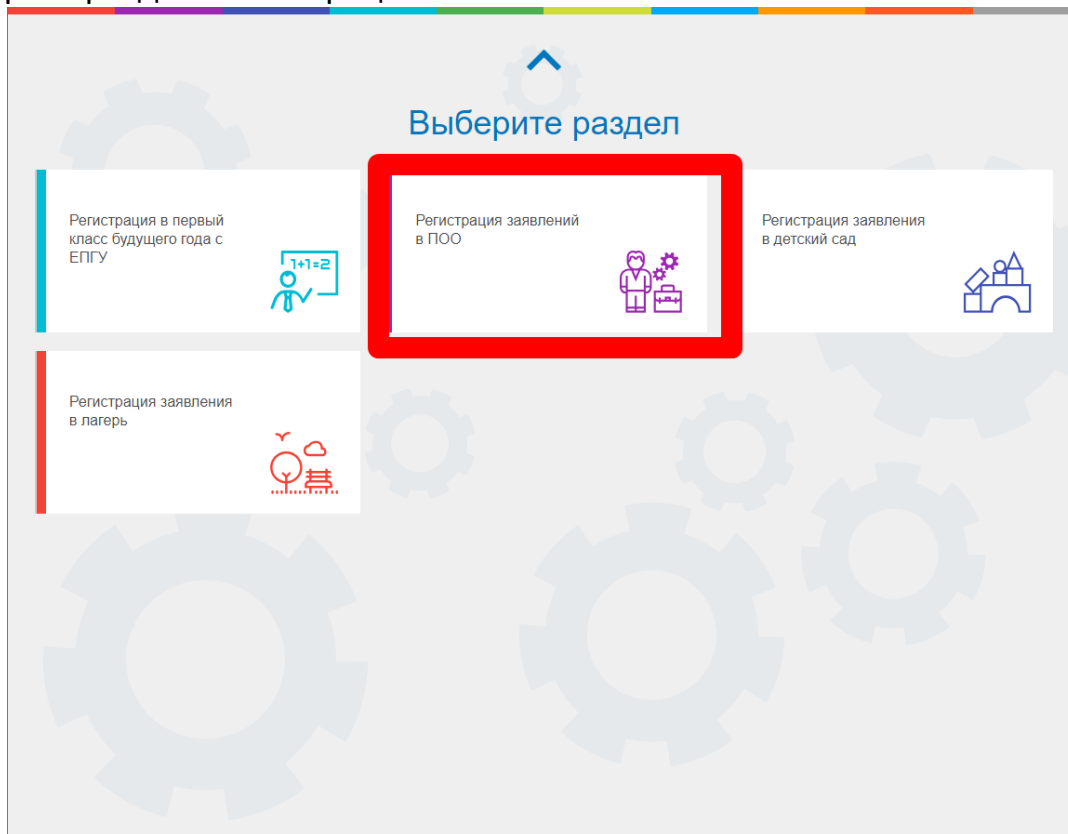 Выберите раздел
Регистрация в первый
класс будущего года с
ЕПГУ
1+1=2
Регистрация заявлений
в ПОО
Регистрация заявления
в детский сад
Регистрация заявления
в лагерь